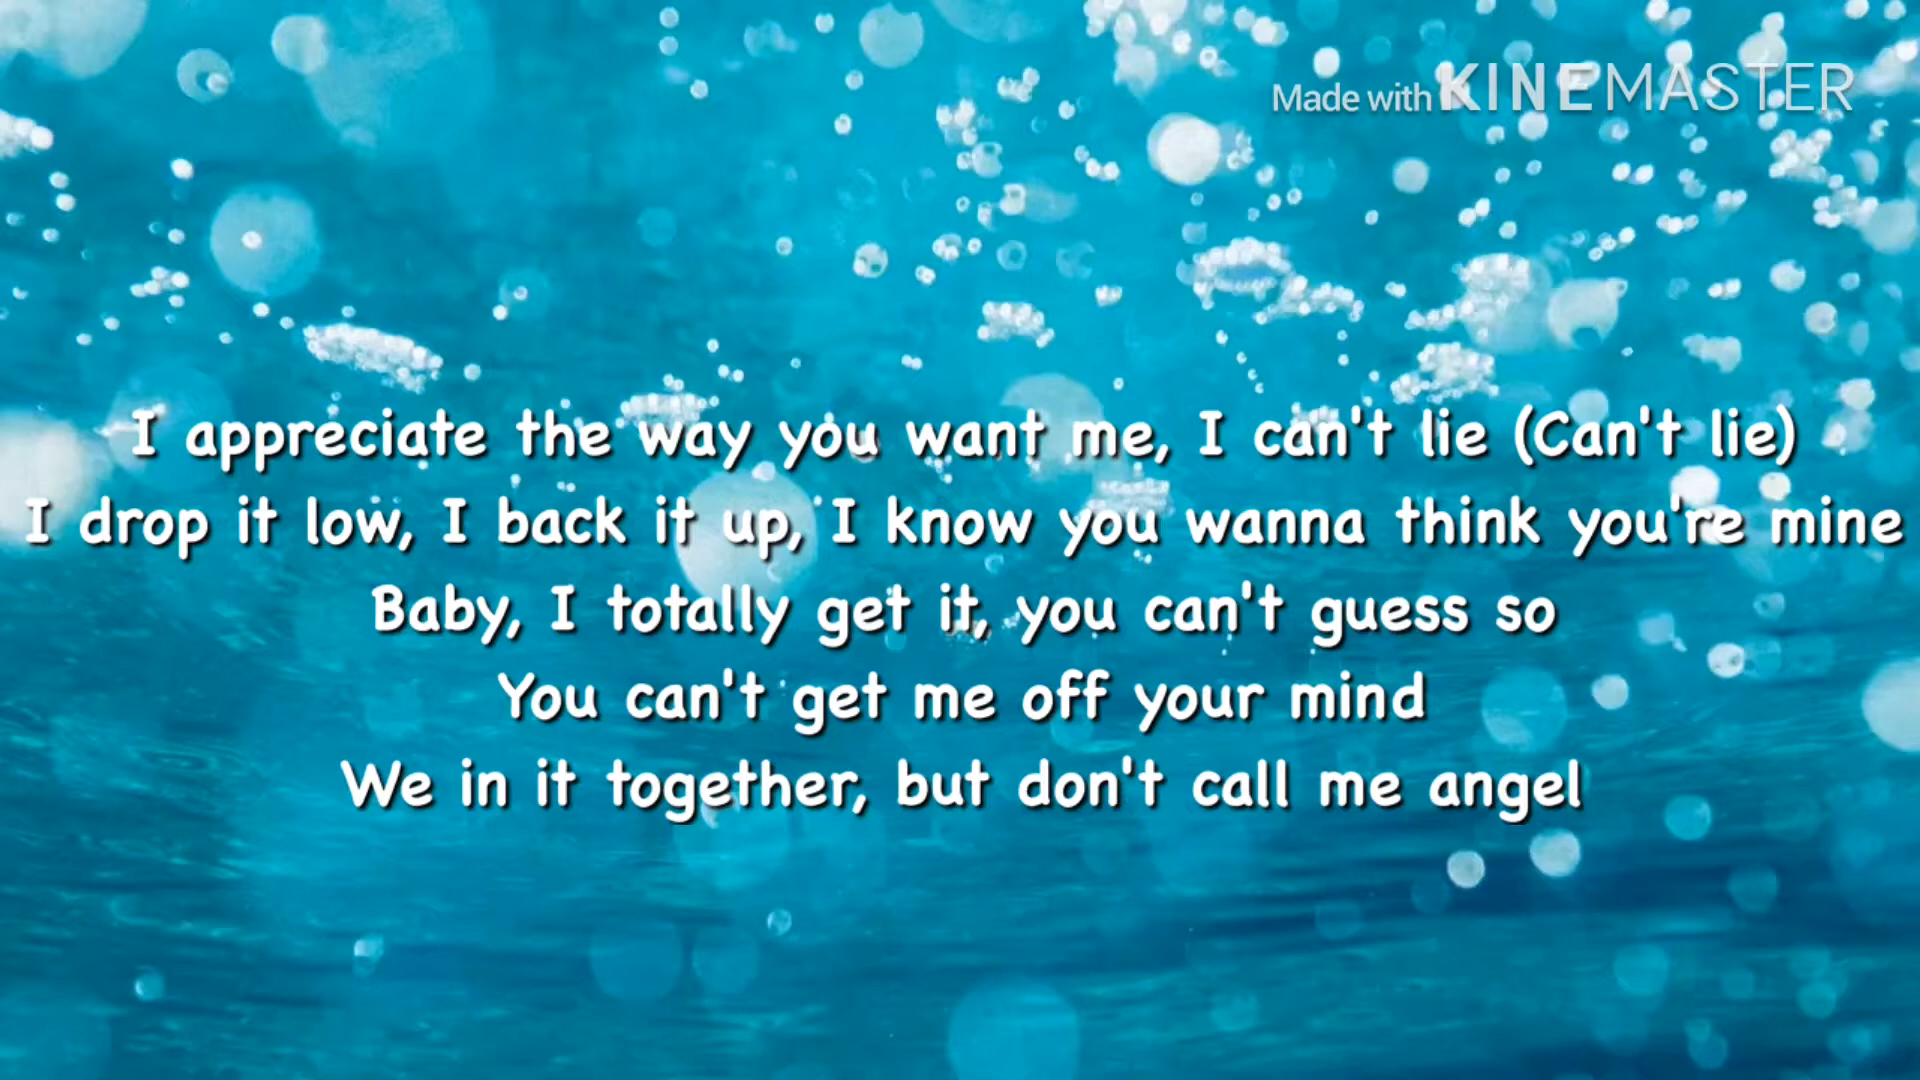 Made with KINEMASTER
I appreciate the way you want me, I can't lie (Can't lie)
I drop it low, I back it up, I know you wanna think you're mine
Baby, I totally get it, you can't guess so
You can't get me off your mind
We in it together, but don't call me angel